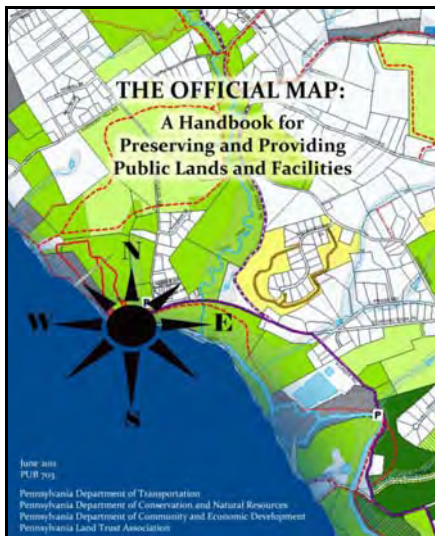 THE OFFICIAL MAP:
A Handbook for
Preserving and Providing
Public Lands and Facilities
N
P
W
E
S
P
June 2011
PUB 703
Pennsylvania Department of Transportation
Pennsylvania Department of Conservation and Natural Resources
Pennsylvania Department of Community and Economic Development
Pennsylvania Land Trust Association